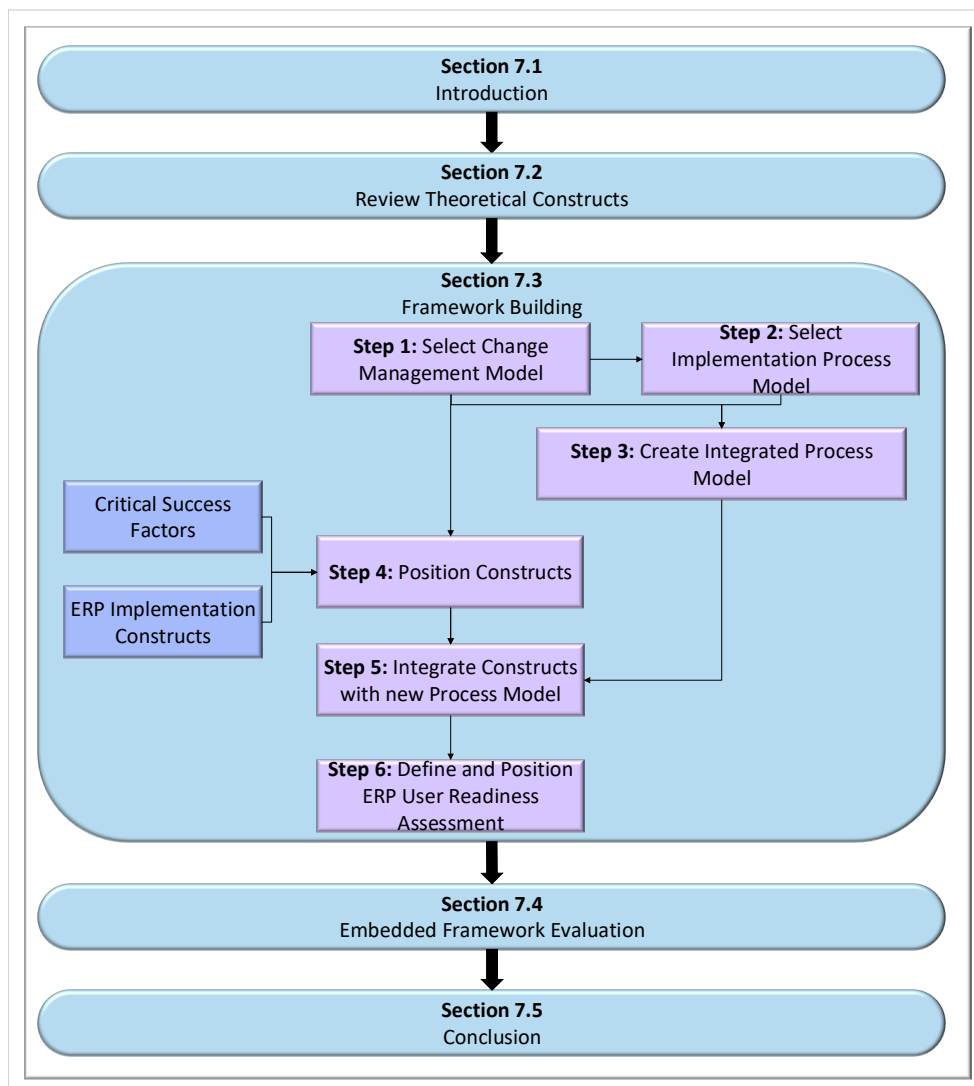 Section 7.1
Introduction
Section 7.2
Review Theoretical Constructs
Section 7.3
Framework Building
Step 1: Select Change
Management Model
Step 2: Select
Implementation Process
Model
Step 3: Create Integrated Process
Model
Critical Success
Factors
Step 4: Position Constructs
ERP Implementation
Constructs
Step 5: Integrate Constructs
with new Process Model
Step 6: Define and Position
ERP User Readiness
Assessment
Section 7.4
Embedded Framework Evaluation
Section 7.5
Conclusion